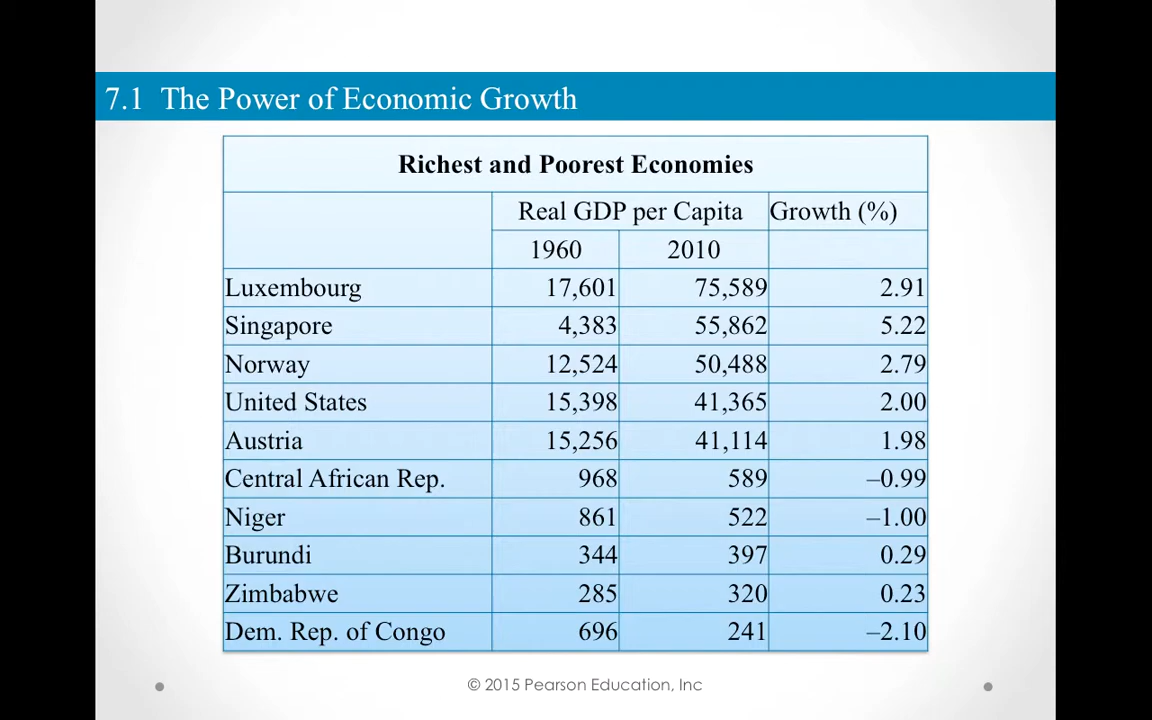 7.1 The Power of Economic Growth
Richest and Poorest Economies
Real GDP per Capita Growth (%)
1960 2010
Luxembourg 17,601 75,589 2.91
Singapore 4,383 55,862 5.22
Norway 12,524 50,488 2.79
United States 15,398 41,365 2.00
Austria 15,256 41,114 1.98
Central African Rep. 968 589 –0.99
Niger 861 522 –1.00
Burundi 344 397 0.29
Zimbabwe 285 320 0.23
Dem. Rep. of Congo 696 241 –2.10
© 2015 Pearson Education, Inc